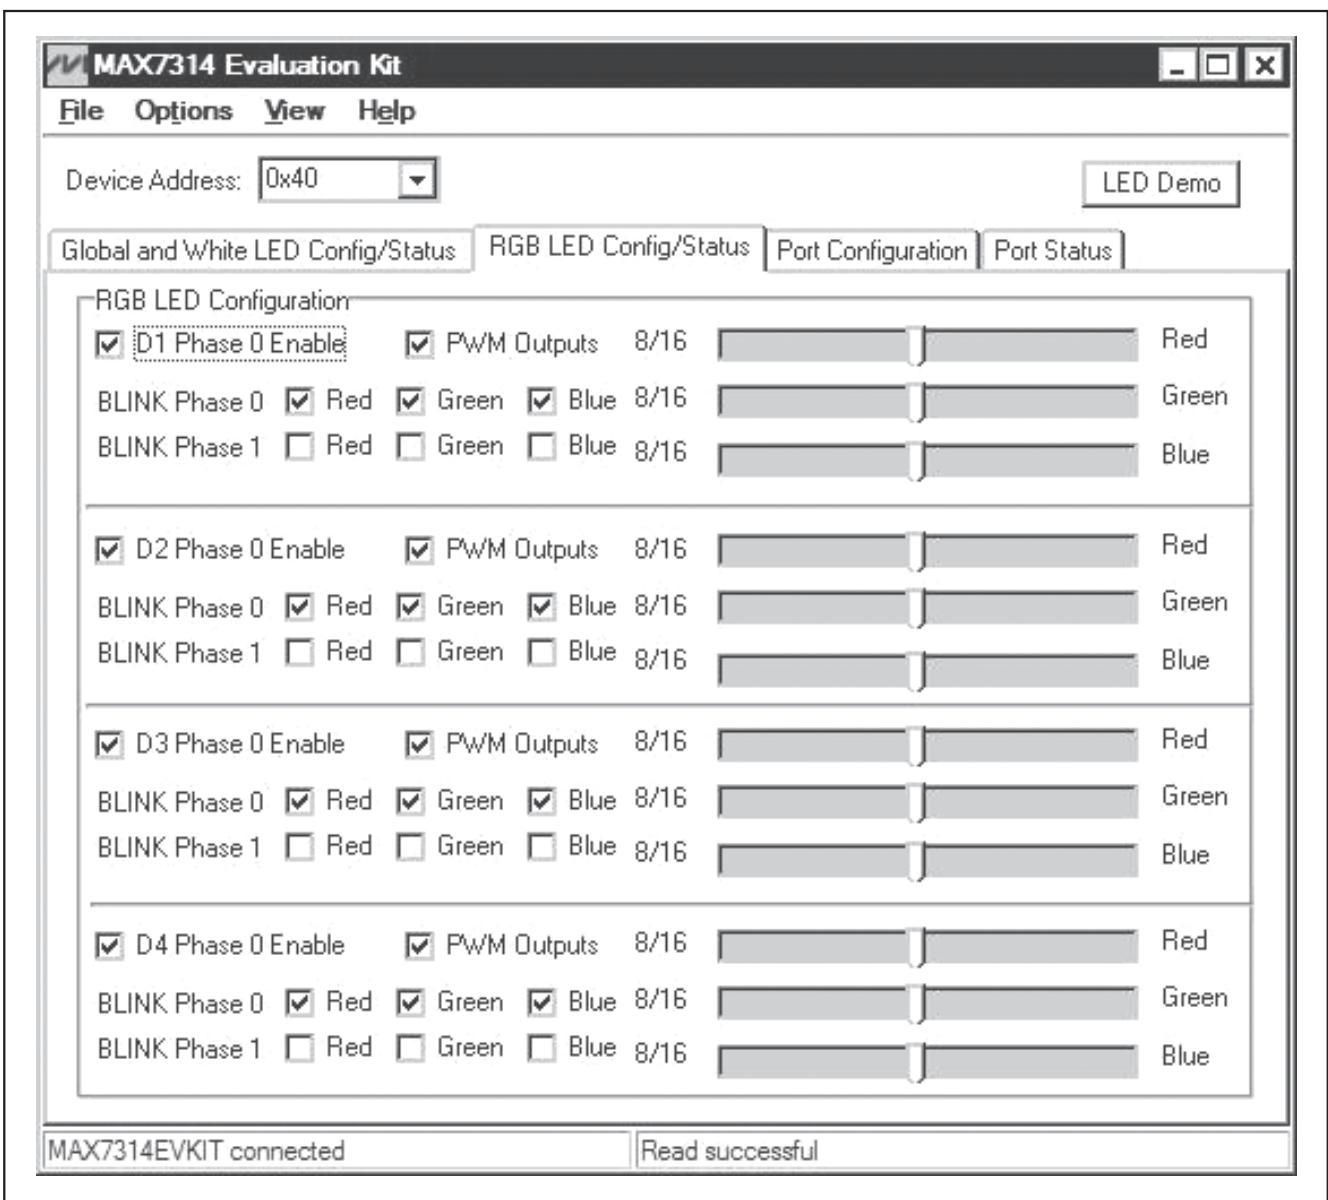 MAX7314 Evaluation Kit
File Options View Help
Device Address: 0x40 LED Demo
Global and White LED Config/Status RGB LED Config/Status Port Configuration Port Status
RGB LED Configuration
D1 Phase 0 Enable PWM Outputs 8/16 Red
BLINK Phase 0 Red Green Blue 8/16 Green
BLINK Phase 1 Red Green Blue 8/16 Blue
D2 Phase 0 Enable PWM Outputs 8/16 Red
BLINK Phase 0 Red Green Blue 8/16 Green
BLINK Phase 1 Red Green Blue 8/16 Blue
D3 Phase 0 Enable PWM Outputs 8/16 Red
BLINK Phase 0 Red Green Blue 8/16 Green
BLINK Phase 1 Red Green Blue 8/16 Blue
D4 Phase 0 Enable PWM Outputs 8/16 Red
BLINK Phase 0 Red Green Blue 8/16 Green
BLINK Phase 1 Red Green Blue 8/16 Blue
MAX7314EVKIT connected Read successful